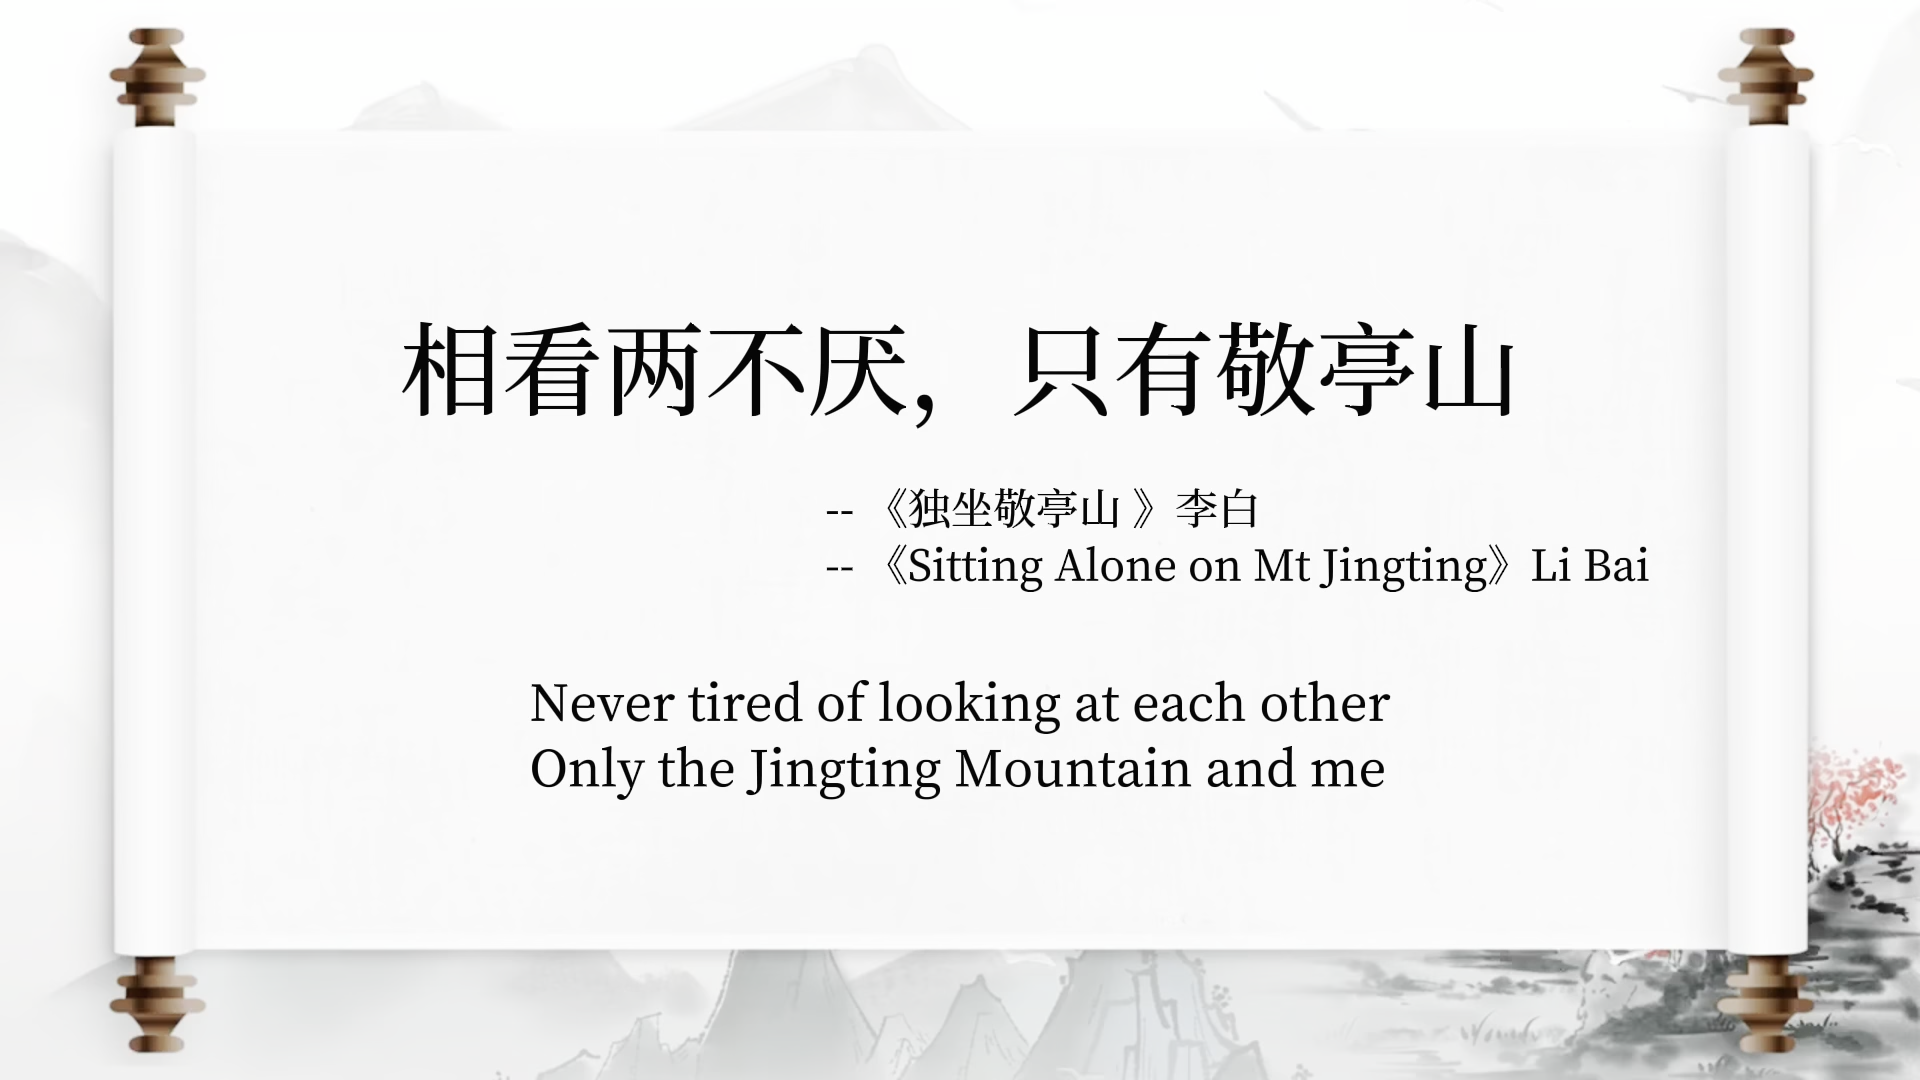 相看两不厌，只有敬亭山
-- 《独坐敬亭山 》李白
-- 《Sitting Alone on Mt Jingting》Li Bai
Never tired of looking at each other
Only the Jingting Mountain and me